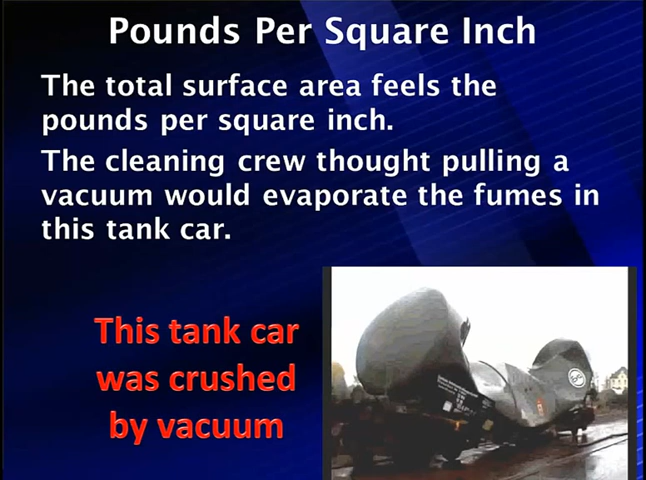 Pounds Per Square Inch
The total surface area feels the
pounds per square inch.
The cleaning crew thought pulling a
vacuum would evaporate the fumes in
this tank car.
This tank car
was crushed
by vacuum